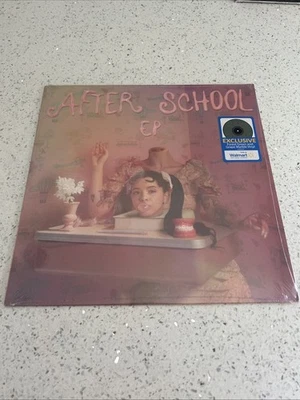 AFTER SCHOOL
EP
EXCLUSIVE
Walmart